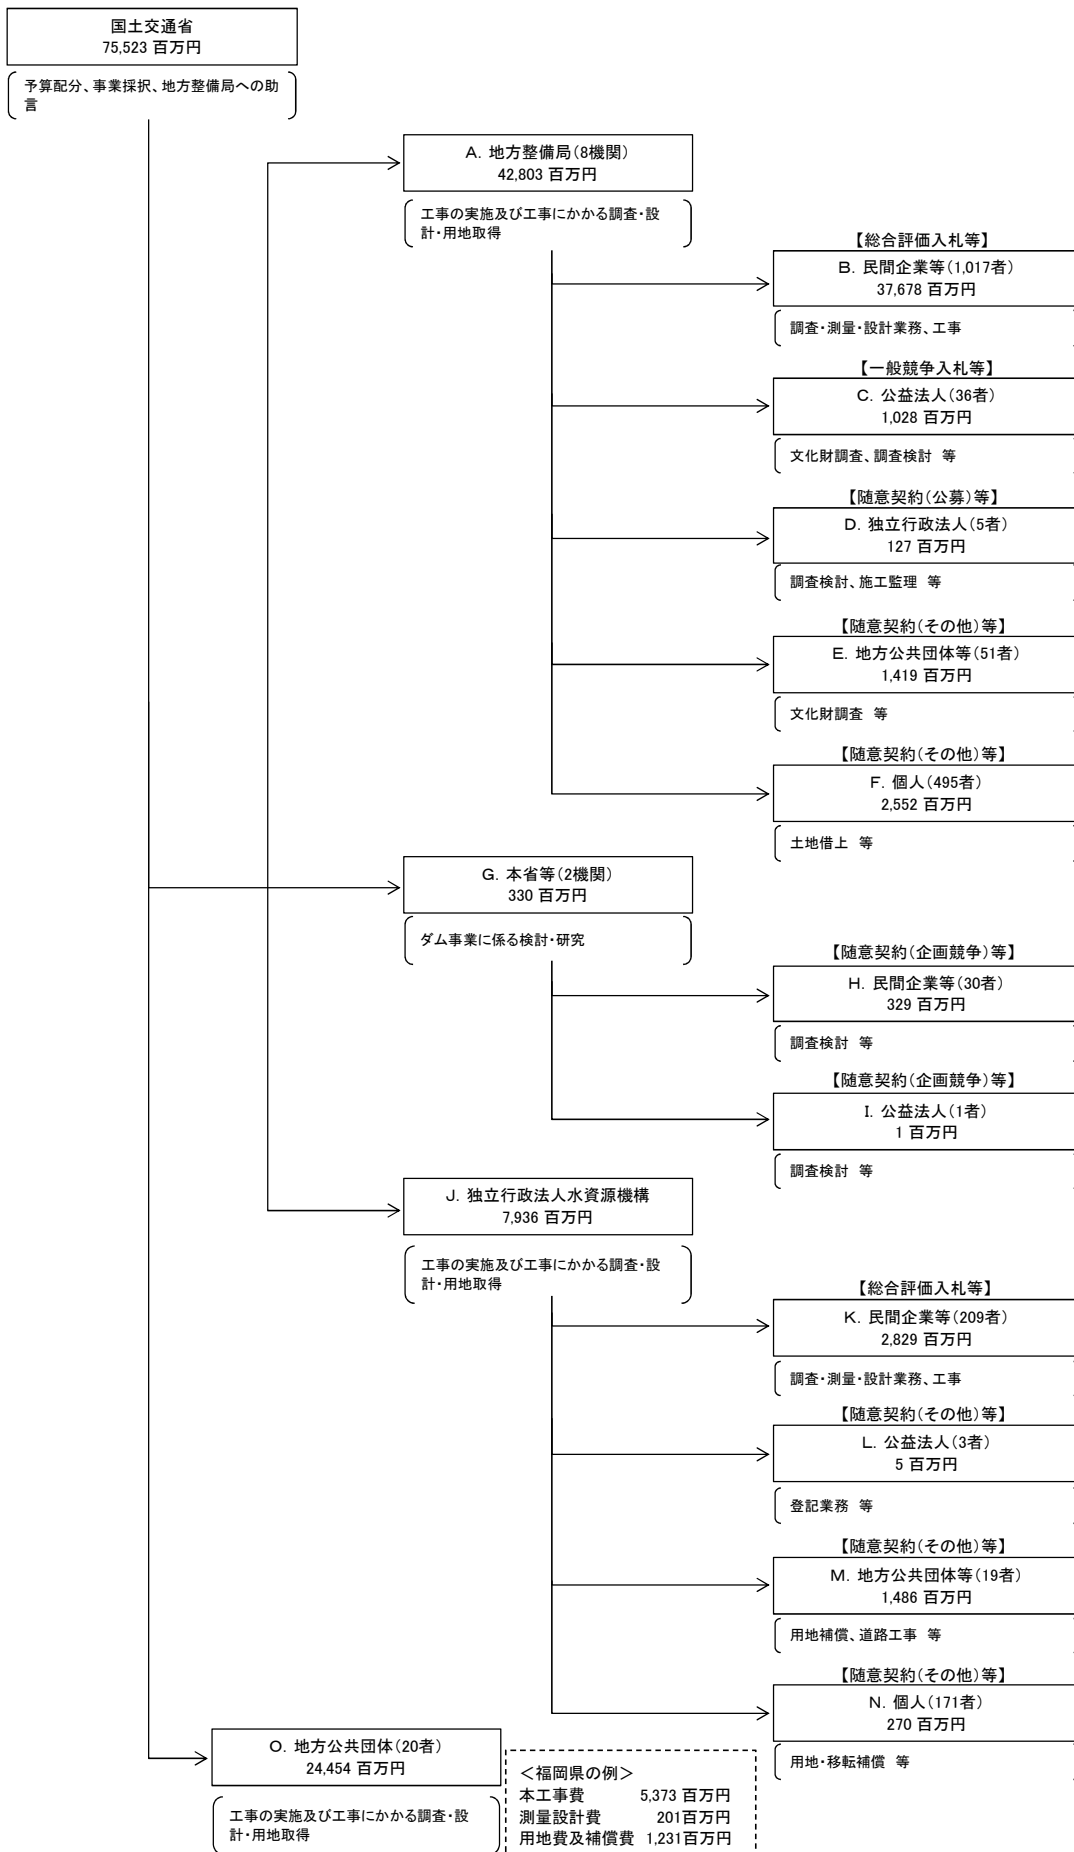 国土交通省
75,523 百万円
予算配分、事業採択、地方整備局への助
言
A. 地方整備局(8機関)
42,803 百万円
工事の実施及び工事にかかる調査・設
計・用地取得
【総合評価入札等】
B. 民間企業等(1,017者)
37,678 百万円
調査・測量・設計業務、工事
【一般競争入札等】
C. 公益法人(36者)
1,028 百万円
文化財調査、調査検討 等
【随意契約(公募)等】
D. 独立行政法人(5者)
127 百万円
調査検討、施工監理 等
【随意契約(その他)等】
E. 地方公共団体等(51者)
1,419 百万円
文化財調査 等
【随意契約(その他)等】
F. 個人(495者)
2,552 百万円
土地借上 等
G. 本省等(2機関)
330 百万円
ダム事業に係る検討・研究
【随意契約(企画競争)等】
H. 民間企業等(30者)
329 百万円
調査検討 等
【随意契約(企画競争)等】
I. 公益法人(1者)
1 百万円
調査検討 等
J. 独立行政法人水資源機構
7,936 百万円
工事の実施及び工事にかかる調査・設
計・用地取得
【総合評価入札等】
K. 民間企業等(209者)
2,829 百万円
調査・測量・設計業務、工事
【随意契約(その他)等】
L. 公益法人(3者)
5 百万円
登記業務 等
【随意契約(その他)等】
M. 地方公共団体等(19者)
1,486 百万円
用地補償、道路工事 等
【随意契約(その他)等】
N. 個人(171者)
270 百万円
用地・移転補償 等
O. 地方公共団体(20者)
24,454 百万円
工事の実施及び工事にかかる調査・設
計・用地取得
＜福岡県の例＞
本工事費 5,373 百万円
測量設計費 201百万円
用地費及補償費 1,231百万円